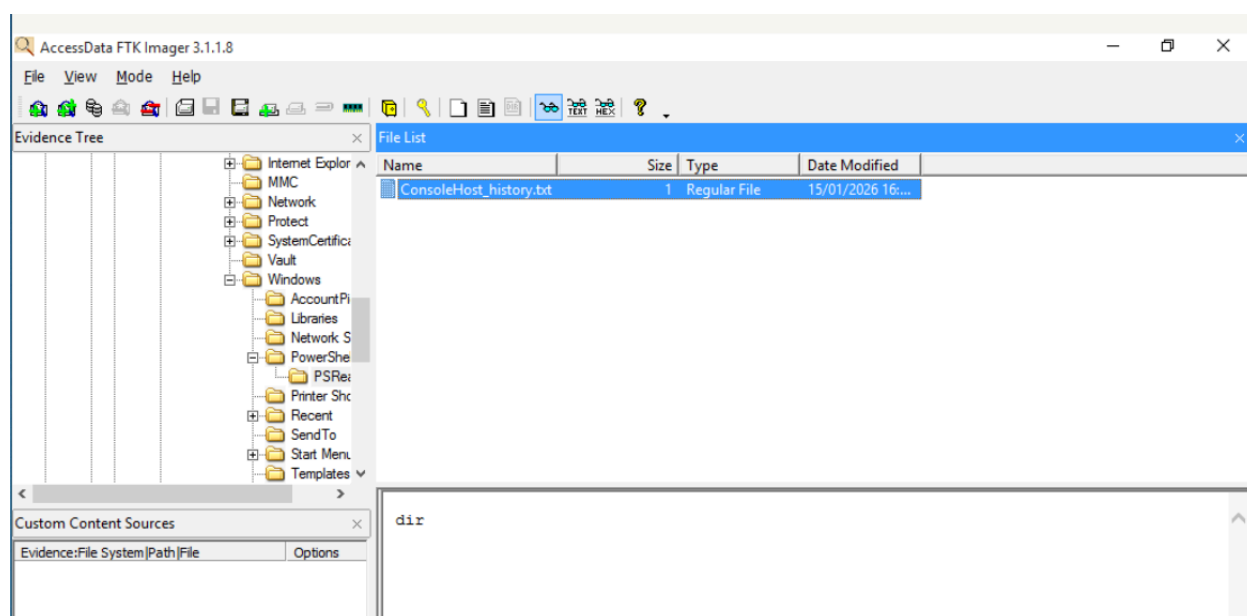 AccessData FTK Imager 3.1.1.8
File View Mode Help
TEXT HEX
Evidence Tree
Internet Explor
MMC
Network
Protect
SystemCertifica
Vault
Windows
AccountPi
Libraries
Network S
PowerShe
PSRea
Printer Sho
Recent
SendTo
Start Menu
Templates
Custom Content Sources
Evidence:File System|Path|File Options
File List
Name Size Type Date Modified
ConsoleHost_history.txt 1 Regular File 15/01/2026 16:...
dir